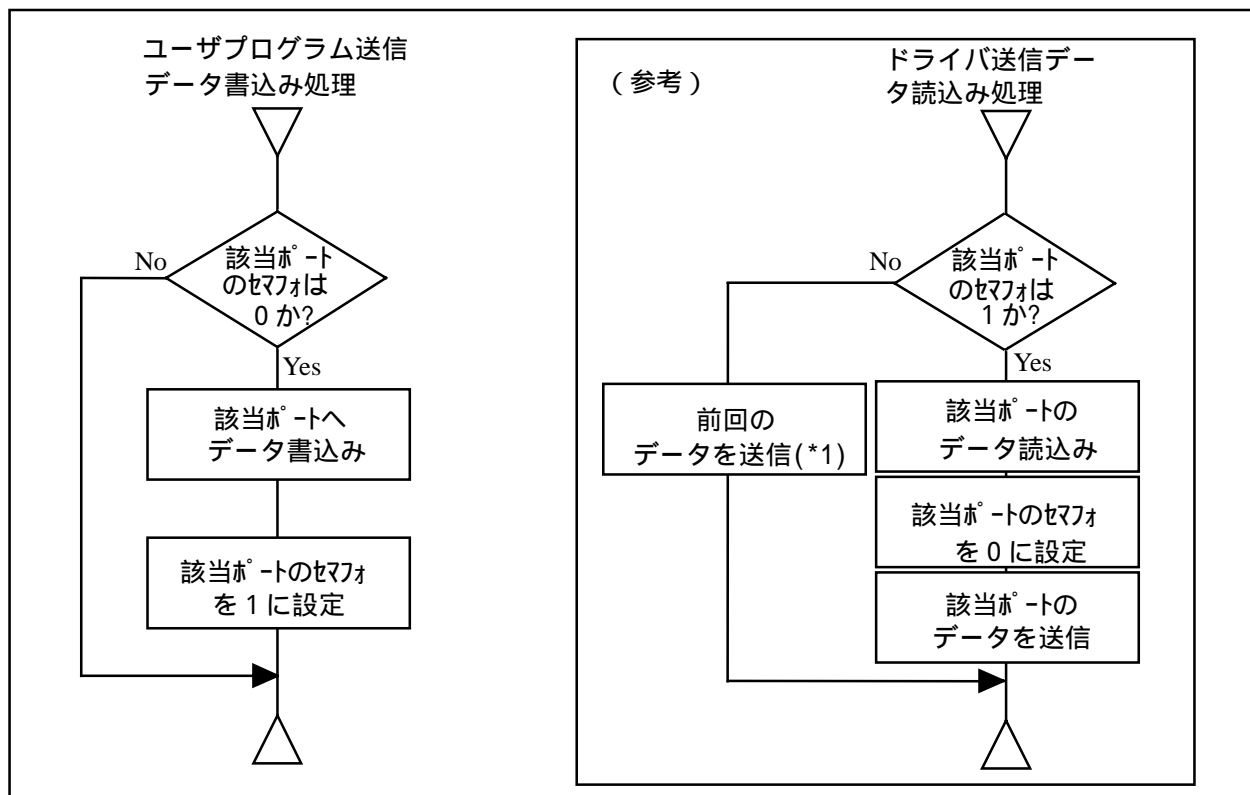 ユーザプログラム送信
データ書込み処理
No
該当ﾎﾟｰﾄ
のｾﾏﾌｫは
0 か?
Yes
該当ﾎﾟｰﾄへ
データ書込み
該当ﾎﾟｰﾄのｾﾏﾌｫ
を 1 に設定
(参考)
ドライバ送信デー
タ読込み処理
No
該当ﾎﾟｰﾄ
のｾﾏﾌｫは
1 か?
Yes
前回の
データを送信(*1)
該当ﾎﾟｰﾄの
データ読込み
該当ﾎﾟｰﾄのｾﾏﾌｫ
を 0 に設定
該当ﾎﾟｰﾄの
データを送信